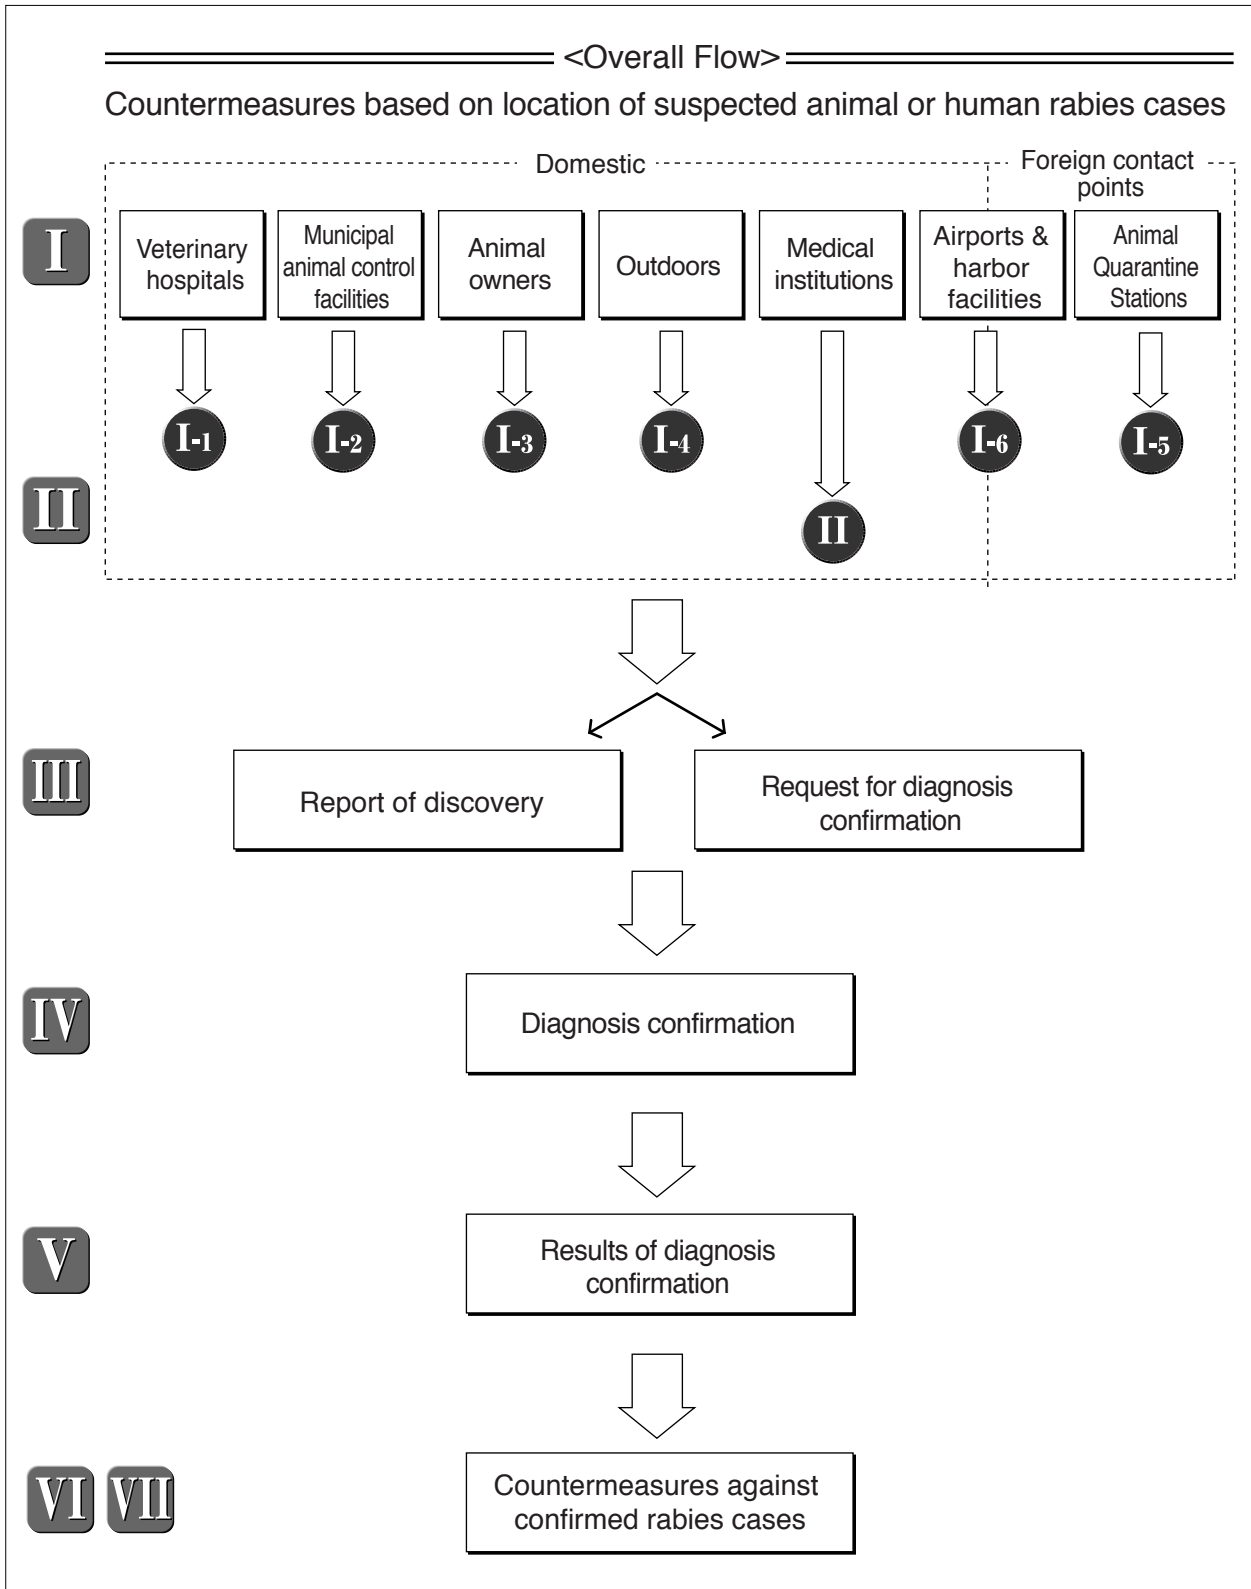 <Overall Flow>
Countermeasures based on location of suspected animal or human rabies cases
Domestic
Foreign contact
points
I
Veterinary
hospitals
Municipal
animal control
facilities
Animal
owners
Outdoors
Medical
institutions
Airports &
harbor
facilities
Animal
Quarantine
Stations
I-1
I-2
I-3
I-4
I-6
I-5
II
II
III
Report of discovery
Request for diagnosis
confirmation
IV
Diagnosis confirmation
V
Results of diagnosis
confirmation
VI VII
Countermeasures against
confirmed rabies cases